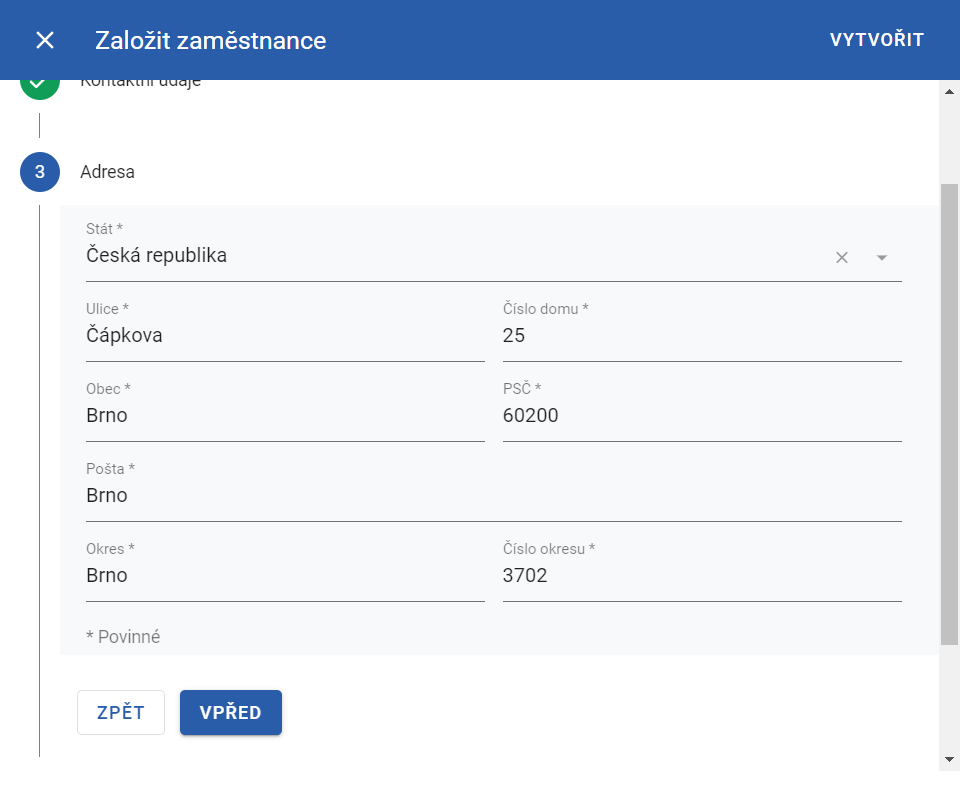 Založit zaměstnance
VYTVOŘIT
Kontaktní údaje
3
Adresa
Stát *
Česká republika
Ulice *
Číslo domu *
Čápkova
25
Obec *
PSČ *
Brno
60200
Pošta *
Brno
Okres *
Číslo okresu *
Brno
3702
* Povinné
ZPĚT
VPŘED